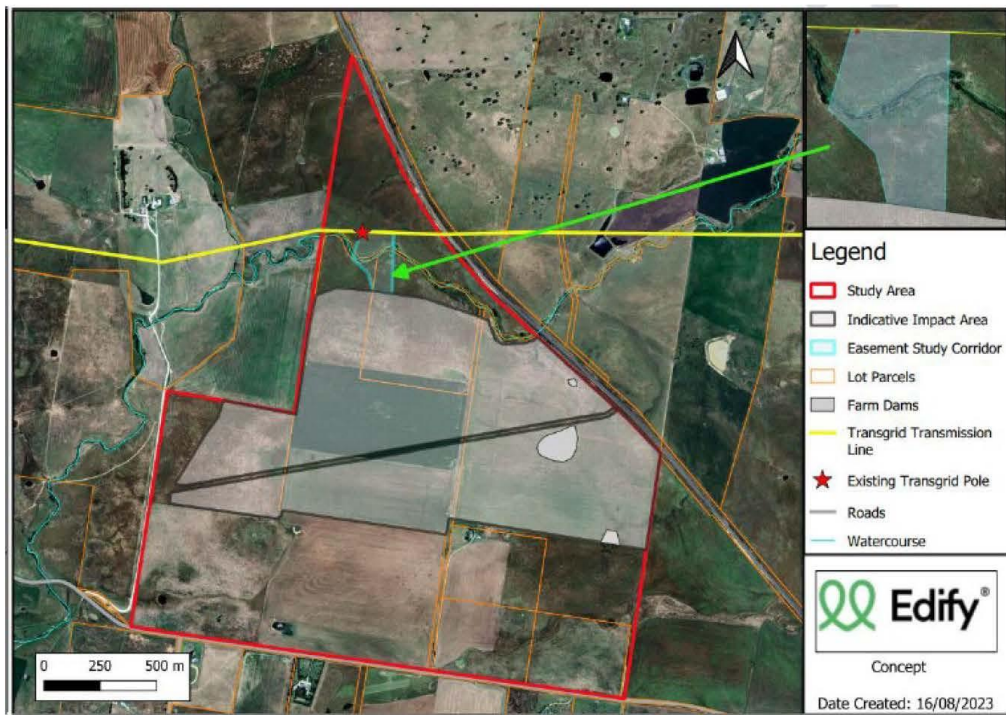 Legend
Study Area
Indicative Impact Area
Easement Study Corridor
Lot Parcels
Farm Dams
Transgrid Transmission
Line
Existing Transgrid Pole
Roads
Watercourse
Edify®
Concept
Date Created: 16/08/2023
0 250 500 m